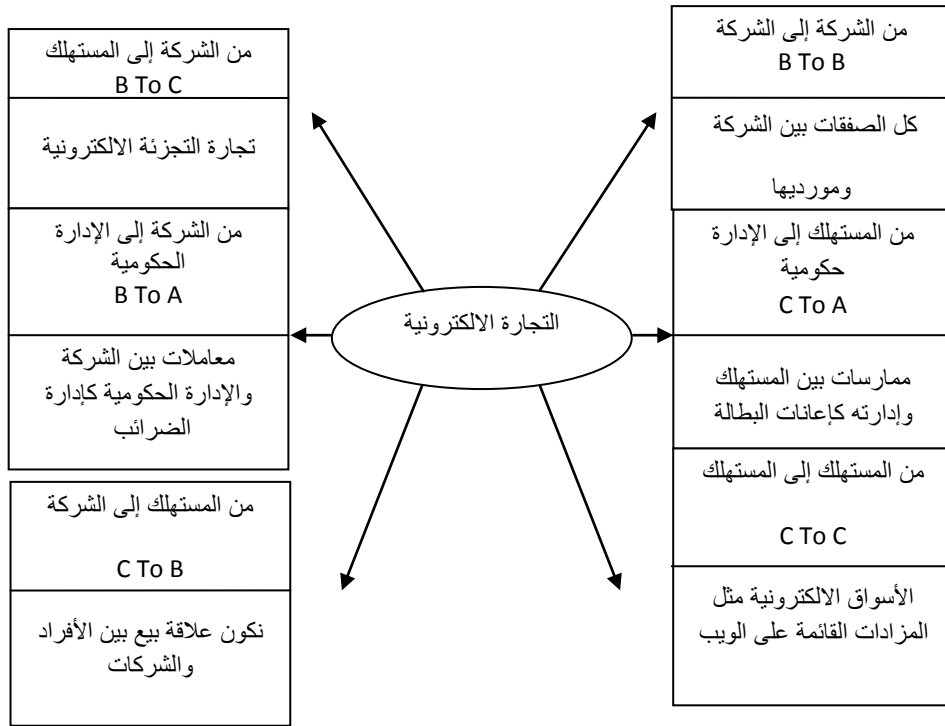 من الشركة إلى الشركة
B To B
كل الصفقات بين الشركة
ومورديها
من المستهلك إلى الإدارة
حكومية
C To A
ممارسات بين المستهلك
وإدارته كإعانات البطالة
من المستهلك إلى المستهلك
C To C
الأسواق الالكترونية مثل
المزادات القائمة على الويب
التجارة الالكترونية
من الشركة إلى المستهلك
B To C
تجارة التجزئة الالكترونية
من الشركة إلى الإدارة
الحكومية
B To A
معاملات بين الشركة
والإدارة الحكومية كإدارة
الضرائب
من المستهلك إلى الشركة
C To B
نكون علاقة بيع بين الأفراد
والشركات